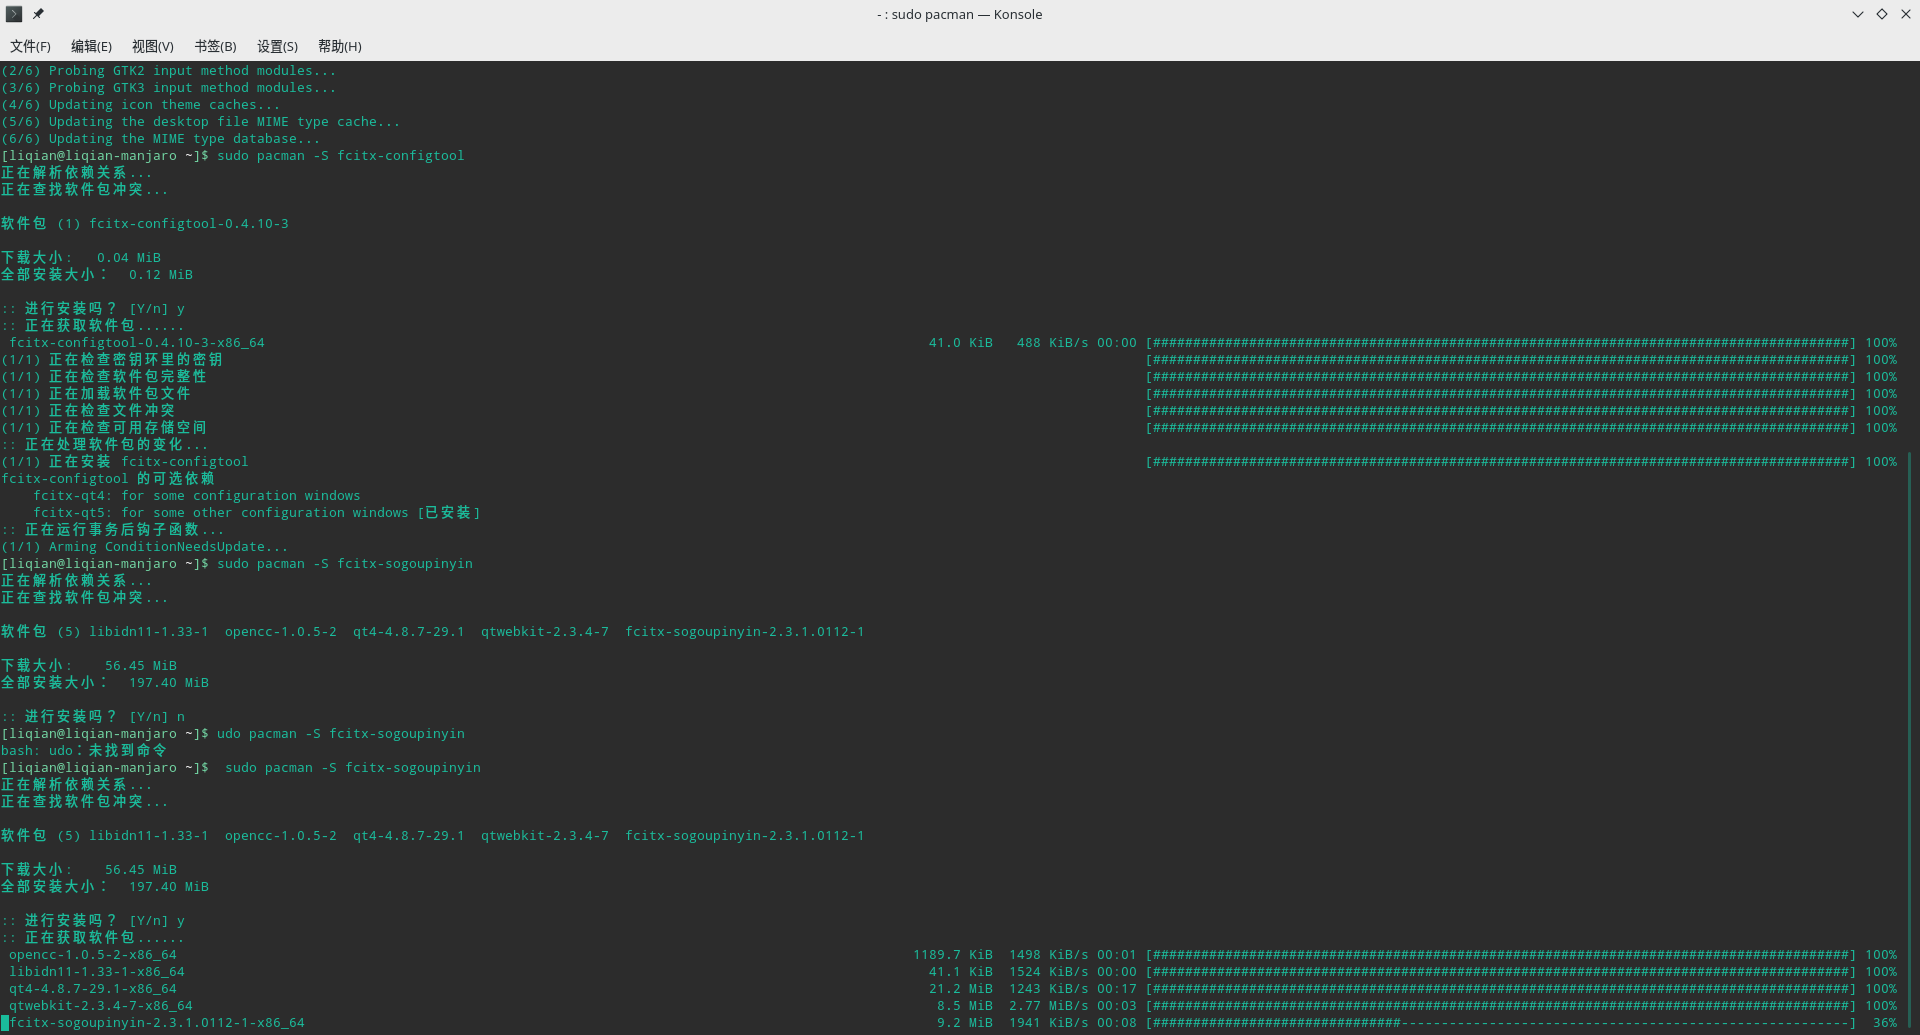 - : sudo pacman — Konsole
文件(F) 编辑(E) 视图(V) 书签(B) 设置(S) 帮助(H)
(2/6) Probing GTK2 input method modules...
(3/6) Probing GTK3 input method modules...
(4/6) Updating icon theme caches...
(5/6) Updating the desktop file MIME type cache...
(6/6) Updating the MIME type database...
[liqian@liqian-manjaro ~]$ sudo pacman -S fcitx-configtool
正在解析依赖关系...
正在查找软件包冲突...
软件包 (1) fcitx-configtool-0.4.10-3
下载大小:   0.04 MiB
全部安装大小：  0.12 MiB
:: 进行安装吗？ [Y/n] y
:: 正在获取软件包......
fcitx-configtool-0.4.10-3-x86_64 41.0 KiB 488 KiB/s 00:00 [#######################################################################################] 100%
(1/1) 正在检查密钥环里的密钥 [#######################################################################################] 100%
(1/1) 正在检查软件包完整性 [#######################################################################################] 100%
(1/1) 正在加载软件包文件 [#######################################################################################] 100%
(1/1) 正在检查文件冲突 [#######################################################################################] 100%
(1/1) 正在检查可用存储空间 [#######################################################################################] 100%
:: 正在处理软件包的变化...
(1/1) 正在安装 fcitx-configtool [#######################################################################################] 100%
fcitx-configtool 的可选依赖
    fcitx-qt4: for some configuration windows
    fcitx-qt5: for some other configuration windows [已安装]
:: 正在运行事务后钩子函数...
(1/1) Arming ConditionNeedsUpdate...
[liqian@liqian-manjaro ~]$ sudo pacman -S fcitx-sogoupinyin
正在解析依赖关系...
正在查找软件包冲突...
软件包 (5) libidn11-1.33-1  opencc-1.0.5-2  qt4-4.8.7-29.1  qtwebkit-2.3.4-7  fcitx-sogoupinyin-2.3.1.0112-1
下载大小:    56.45 MiB
全部安装大小：  197.40 MiB
:: 进行安装吗？ [Y/n] n
[liqian@liqian-manjaro ~]$ udo pacman -S fcitx-sogoupinyin
bash: udo：未找到命令
[liqian@liqian-manjaro ~]$  sudo pacman -S fcitx-sogoupinyin
正在解析依赖关系...
正在查找软件包冲突...
软件包 (5) libidn11-1.33-1  opencc-1.0.5-2  qt4-4.8.7-29.1  qtwebkit-2.3.4-7  fcitx-sogoupinyin-2.3.1.0112-1
下载大小:    56.45 MiB
全部安装大小：  197.40 MiB
:: 进行安装吗？ [Y/n] y
:: 正在获取软件包......
opencc-1.0.5-2-x86_64 1189.7 KiB 1498 KiB/s 00:01 [#######################################################################################] 100%
libidn11-1.33-1-x86_64 41.1 KiB 1524 KiB/s 00:00 [#######################################################################################] 100%
qt4-4.8.7-29.1-x86_64 21.2 MiB 1243 KiB/s 00:17 [#######################################################################################] 100%
qtwebkit-2.3.4-7-x86_64 8.5 MiB 2.77 MiB/s 00:03 [#######################################################################################] 100%
fcitx-sogoupinyin-2.3.1.0112-1-x86_64 9.2 MiB 1941 KiB/s 00:08 [###############################--------------------------------------------------------] 36%